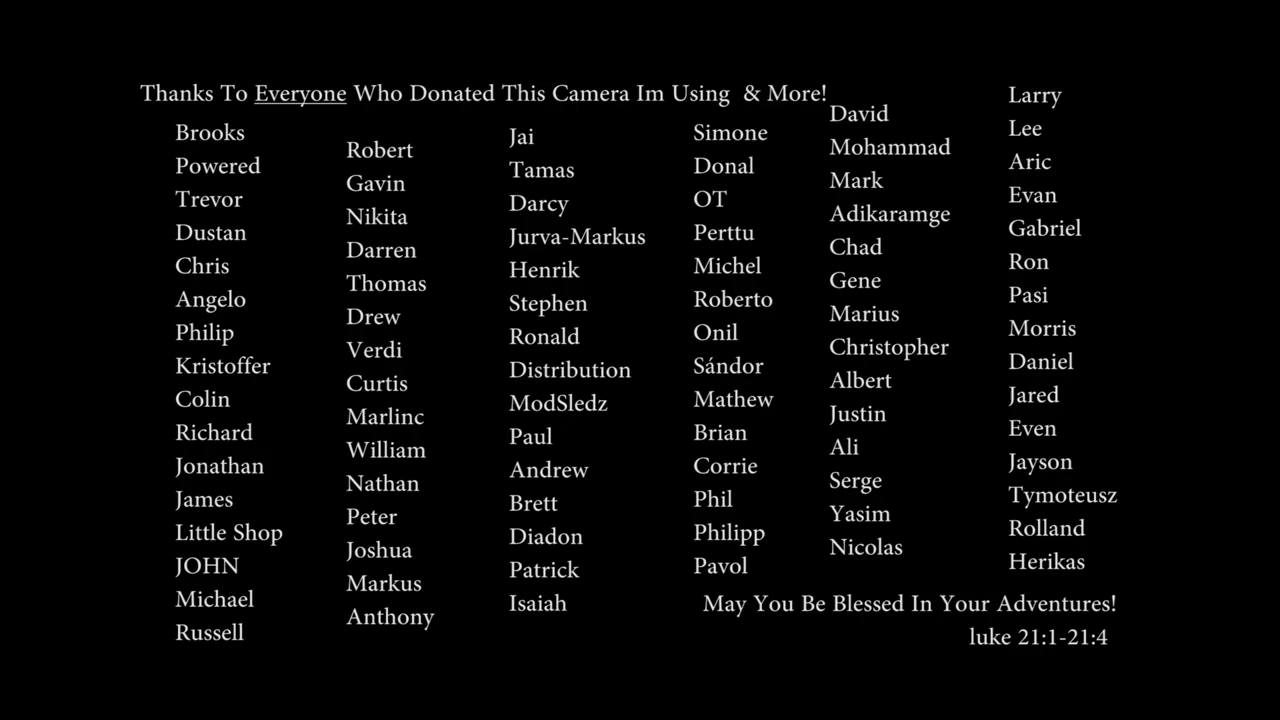 Thanks To Everyone Who Donated This Camera Im Using & More!
Brooks
Powered
Trevor
Dustan
Chris
Angelo
Philip
Kristoffer
Colin
Richard
Jonathan
James
Little Shop
JOHN
Michael
Russell
Robert
Gavin
Nikita
Darren
Thomas
Drew
Verdi
Curtis
Marlinc
William
Nathan
Peter
Joshua
Markus
Anthony
Jai
Tamas
Darcy
Jurva-Markus
Henrik
Stephen
Ronald
Distribution
ModSledz
Paul
Andrew
Brett
Diadon
Patrick
Isaiah
Simone
Donal
OT
Perttu
Michel
Roberto
Onil
Sándor
Mathew
Brian
Corrie
Phil
Philipp
Pavol
David
Mohammad
Mark
Adikaramge
Chad
Gene
Marius
Christopher
Albert
Justin
Ali
Serge
Yasim
Nicolas
Larry
Lee
Aric
Evan
Gabriel
Ron
Pasi
Morris
Daniel
Jared
Even
Jayson
Tymoteusz
Rolland
Herikas
May You Be Blessed In Your Adventures!
luke 21:1-21:4